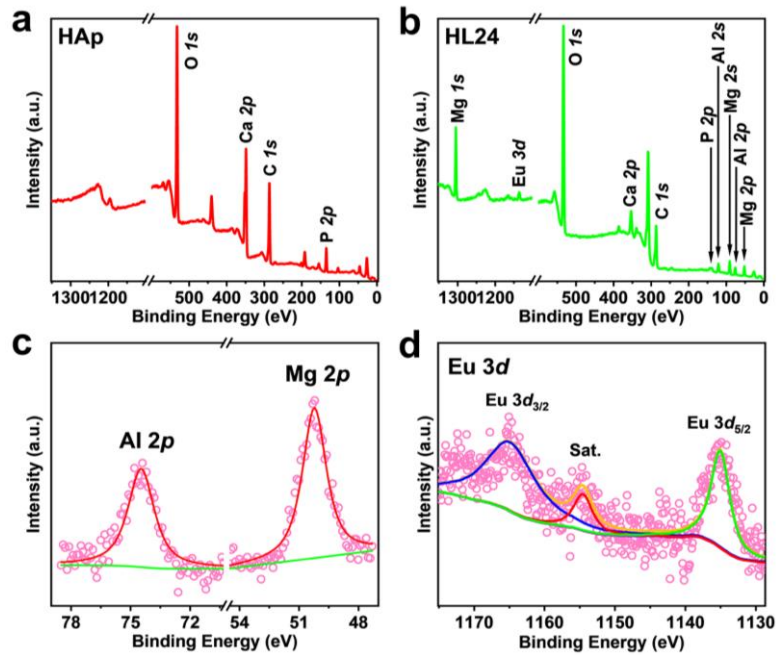 a
HAp
O 1s
Ca 2p
C 1s
P 2p
Intensity (a.u.)
1300 1200 500 400 300 200 100 0
Binding Energy (eV)
b
HL24
Mg 1s
Eu 3d
O 1s
Ca 2p
C 1s
P 2p
Al 2s
Mg 2s
Al 2p
Mg 2p
Intensity (a.u.)
1300 1200 500 400 300 200 100 0
Binding Energy (eV)
c
Al 2p
Mg 2p
Intensity (a.u.)
78 75 72 54 51 48
Binding Energy (eV)
d
Eu 3d
Eu 3d3/2
Sat.
Eu 3d5/2
Intensity (a.u.)
1170 1160 1150 1140 1130
Binding Energy (eV)